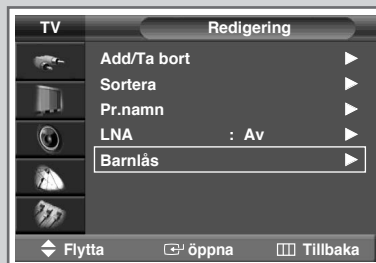 TV Redigering
Add/Ta bort
Sortera
Pr.namn
LNA : Av
Barnlås
Flytta öppna Tillbaka